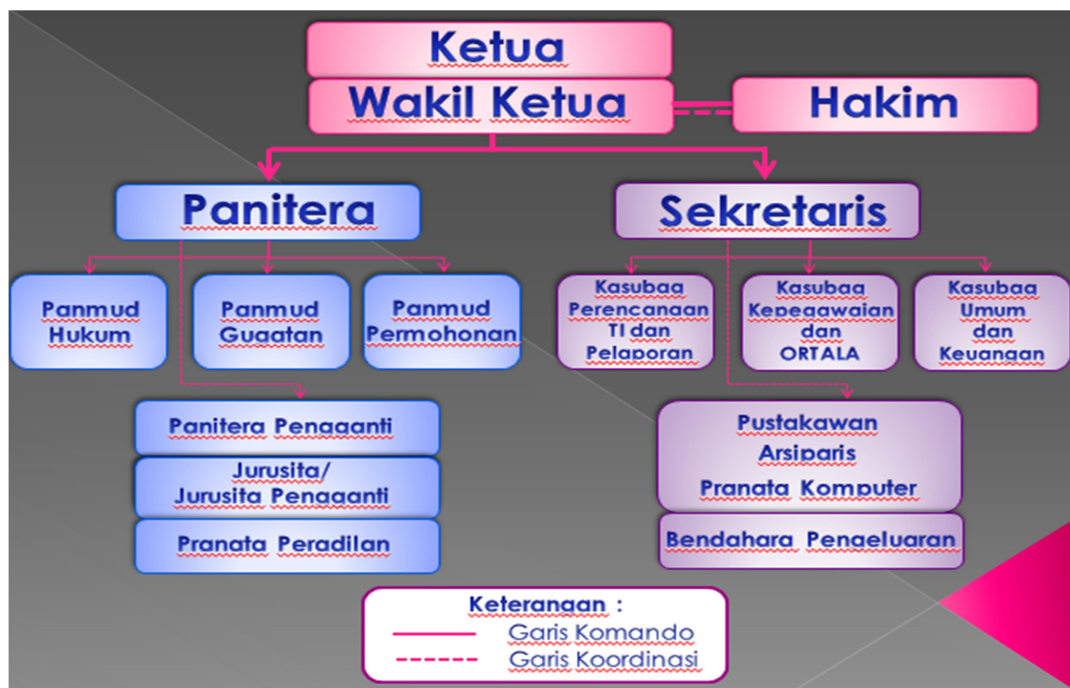 Ketua
Wakil Ketua
Hakim
Panitera
Sekretaris
Panmud
Hukum
Panmud
Gugatan
Panmud
Permohonan
Kasubag
Perencanaan
TI dan
Pelaporan
Kasubag
Kepegawaian
dan
ORTALA
Kasubag
Umum
dan
Keuangan
Panitera Pengganti
Jurusita/
Jurusita Pengganti
Pranata Peradilan
Pustakawan
Arsiparis
Pranata Komputer
Bendahara Pengeluaran
Keterangan :
Garis Komando
Garis Koordinasi